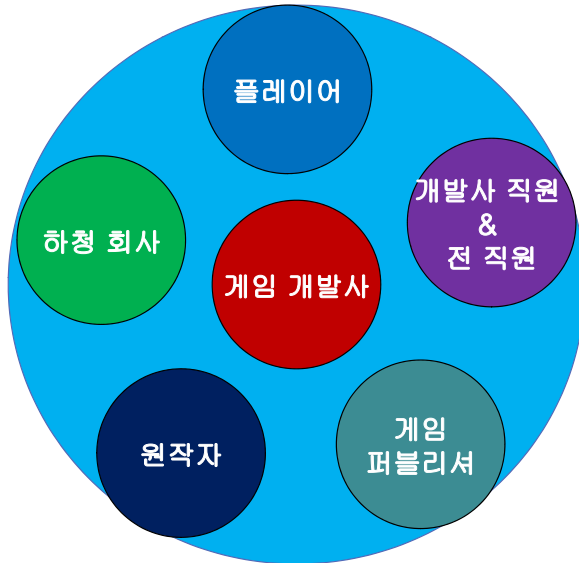 플레이어
개발사 직원
&
전 직원
하청 회사
게임 개발사
원작자
게임
퍼블리셔